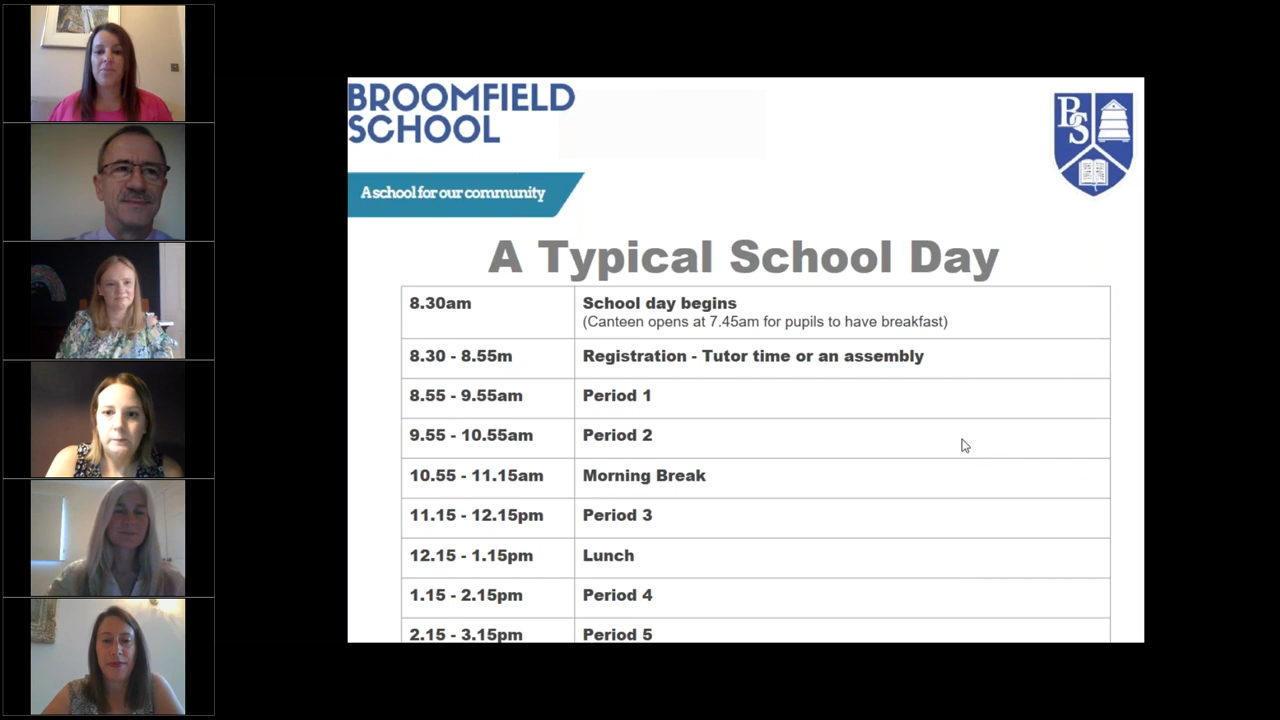 BROOMFIELD
SCHOOL
A school for our community
BS
A Typical School Day
8.30am School day begins
(Canteen opens at 7.45am for pupils to have breakfast)
8.30 - 8.55m Registration - Tutor time or an assembly
8.55 - 9.55am Period 1
9.55 - 10.55am Period 2
10.55 - 11.15am Morning Break
11.15 - 12.15pm Period 3
12.15 - 1.15pm Lunch
1.15 - 2.15pm Period 4
2.15 - 3.15pm Period 5